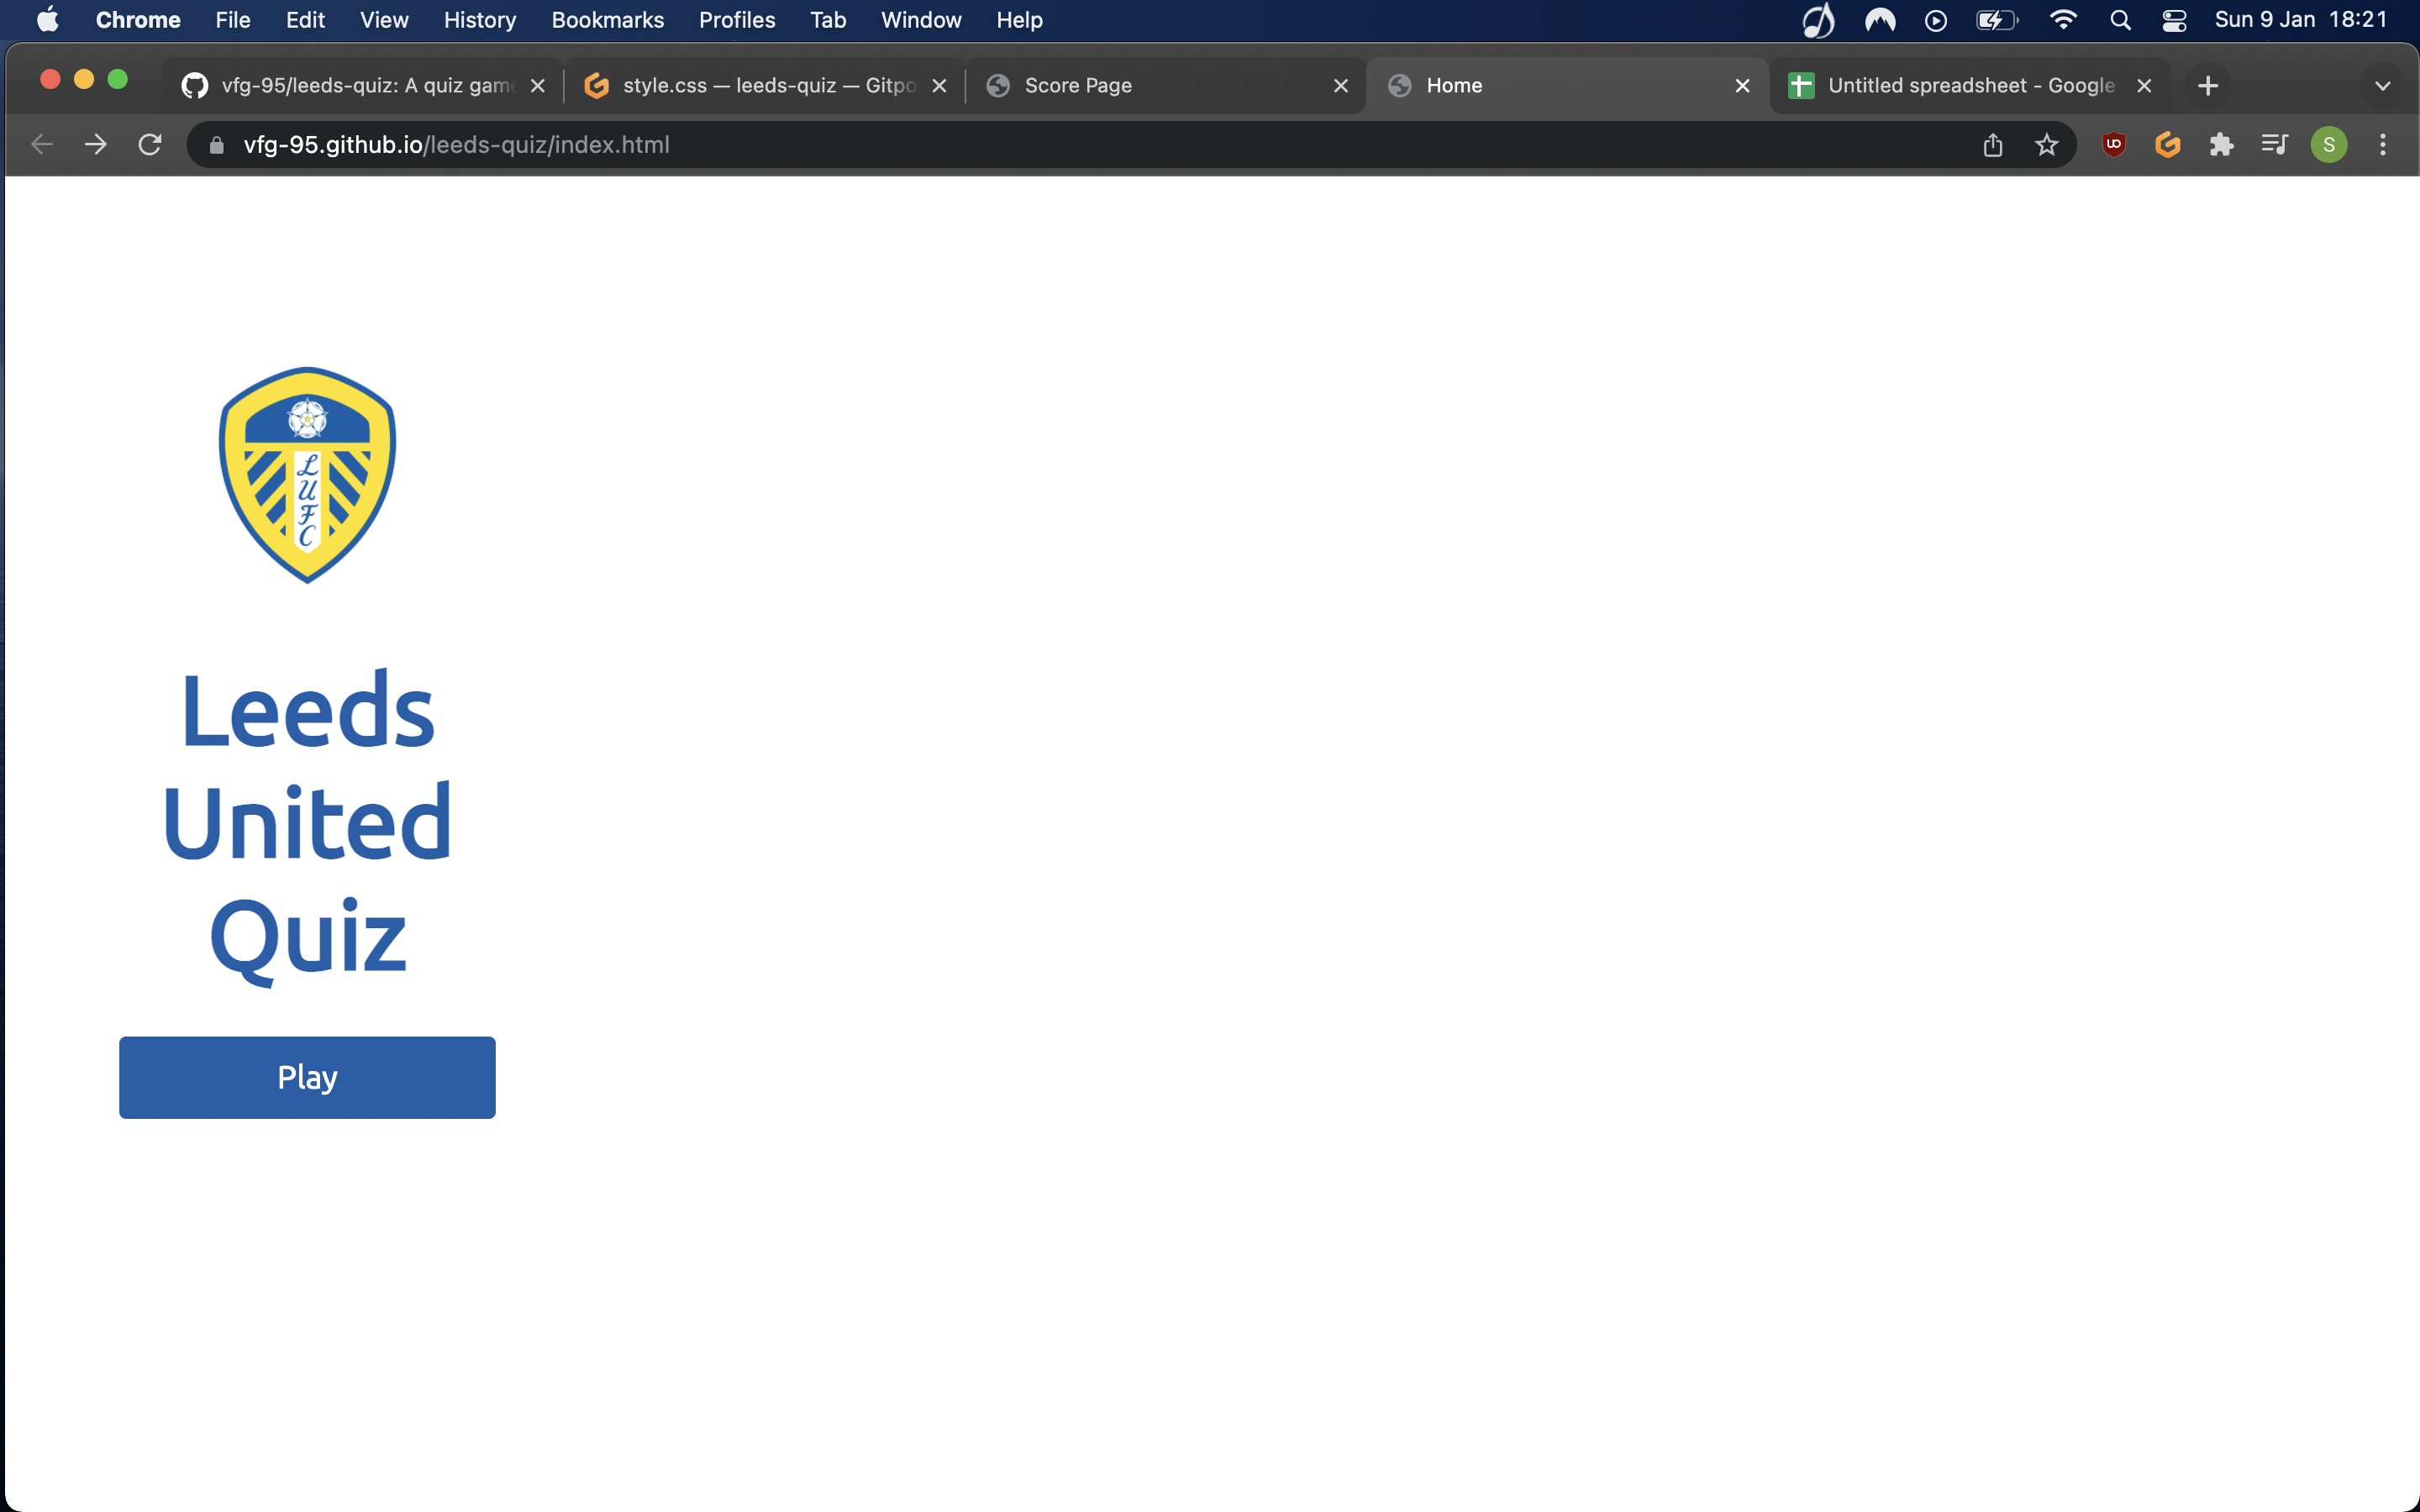 Chrome File Edit View History Bookmarks Profiles Tab Window Help Sun 9 Jan 18:21
vfg-95/leeds-quiz: A quiz gam style.css — leeds-quiz — Gitpo Score Page Home Untitled spreadsheet - Google
vfg-95.github.io/leeds-quiz/index.html UO S
L
U
F
C
Leeds
United
Quiz
Play